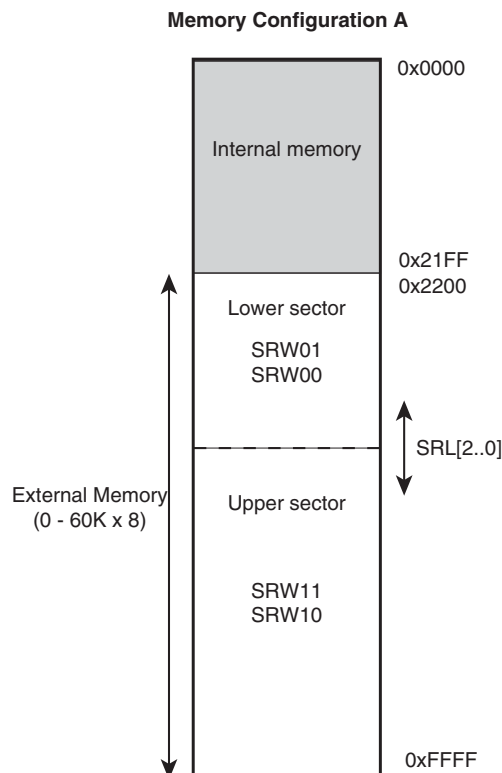 Memory Configuration A
0x0000
Internal memory
0x21FF
0x2200
Lower sector
SRW01
SRW00
SRL[2..0]
External Memory
(0 - 60K x 8)
Upper sector
SRW11
SRW10
0xFFFF